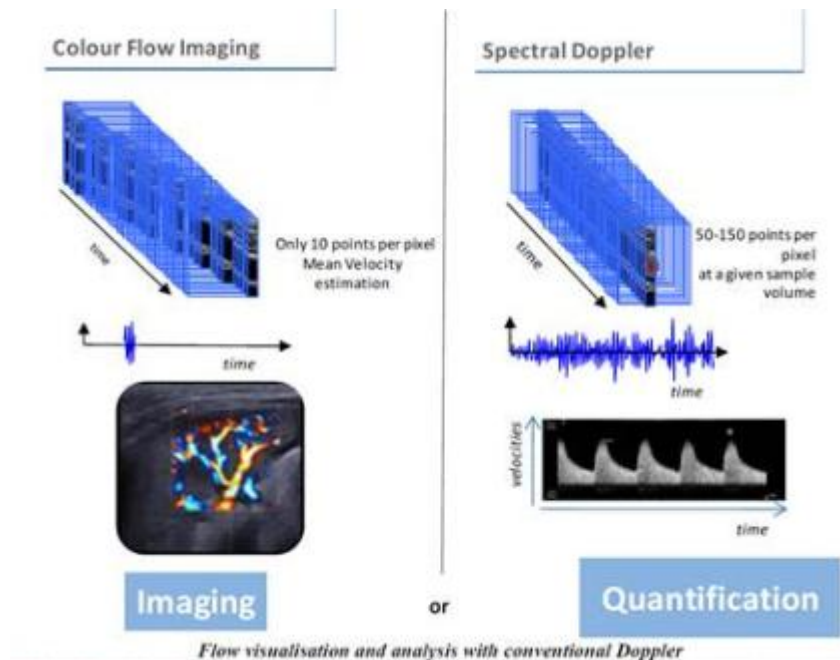 Colour Flow Imaging
time
Only 10 points per pixel
Mean Velocity
estimation
time
Imaging
or
Spectral Doppler
time
50-150 points per
pixel
at a given sample
volume
time
velocities
time
Quantification
Flow visualisation and analysis with conventional Doppler